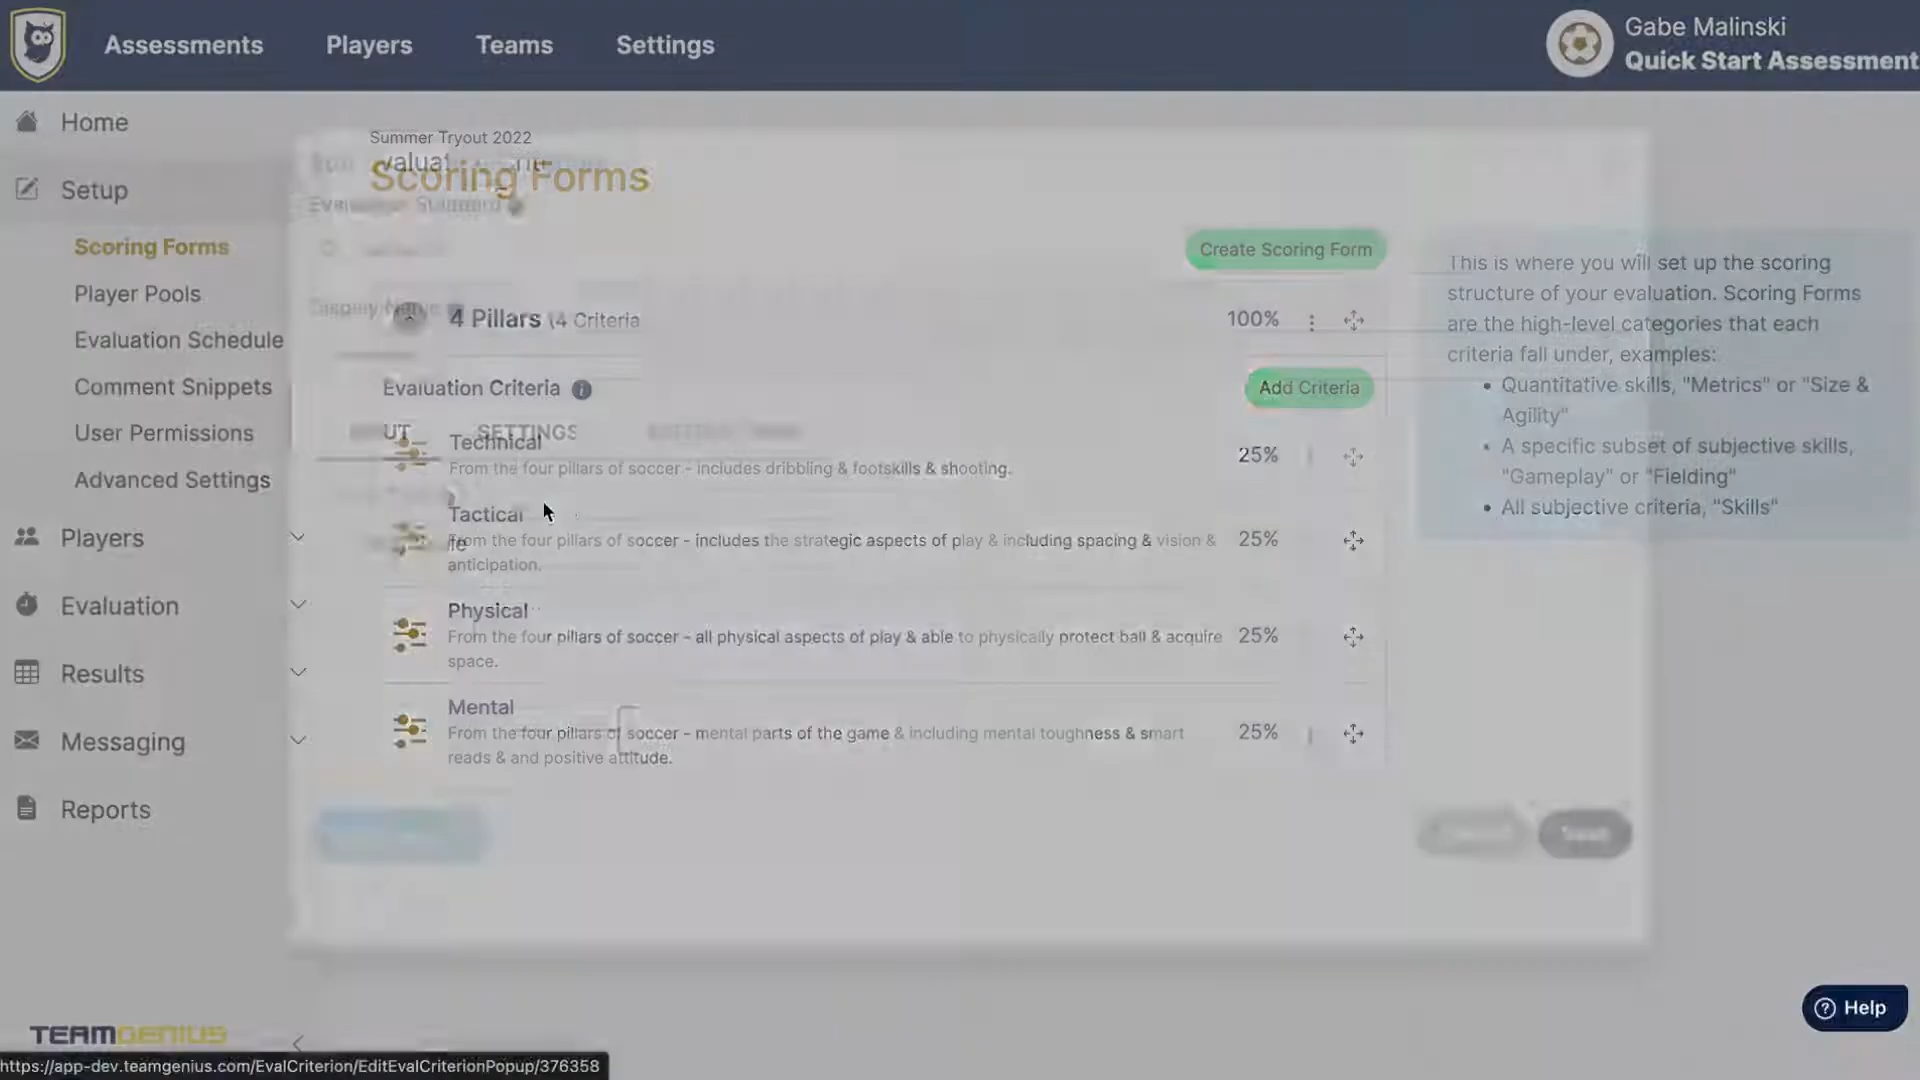 Assessments
Players
Teams
Settings
Gabe Malinski
Quick Start Assessment
Home
Setup
Scoring Forms
Player Pools
Evaluation Schedule
Comment Snippets
User Permissions
Advanced Settings
Players
Evaluation
Results
Messaging
Reports
TEAMGENIUS
Summer Tryout 2022
Scoring Forms
Create Scoring Form
Display Name
4 Pillars (4 Criteria
100%
Evaluation Criteria
Add Criteria
SETTINGS
Technical
From the four pillars of soccer - includes dribbling & footskills & shooting.
25%
Tactical
From the four pillars of soccer - includes the strategic aspects of play & including spacing & vision &
anticipation.
25%
Physical
From the four pillars of soccer - all physical aspects of play & able to physically protect ball & acquire
space.
25%
Mental
From the four pillars of soccer - mental parts of the game & including mental toughness & smart
reads & and positive attitude.
25%
This is where you will set up the scoring
structure of your evaluation. Scoring Forms
are the high-level categories that each
criteria fall under, examples:
• Quantitative skills, "Metrics" or "Size &
Agility"
• A specific subset of subjective skills,
"Gameplay" or "Fielding"
• All subjective criteria, "Skills"
Help
https://app-dev.teamgenius.com/EvalCriterion/EditEvalCriterionPopup/376358